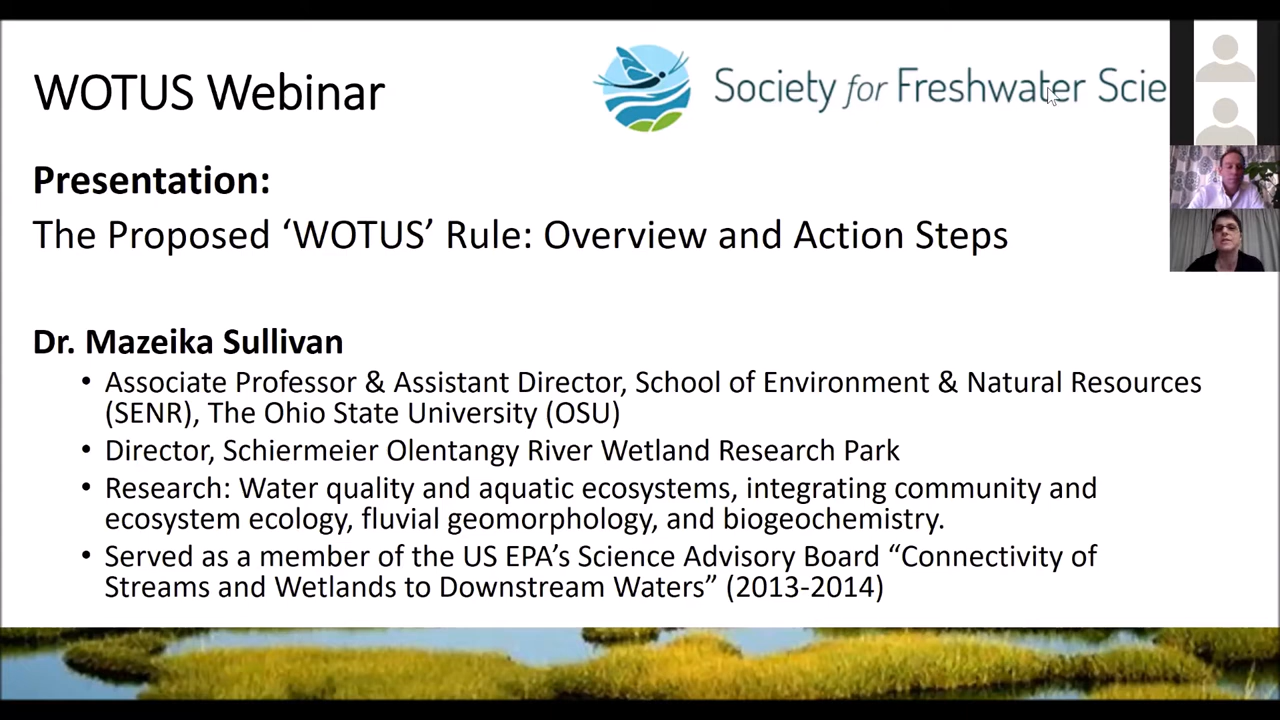 WOTUS Webinar
Society for Freshwater Scie
Presentation:
The Proposed ‘WOTUS’ Rule: Overview and Action Steps
Dr. Mazeika Sullivan
• Associate Professor & Assistant Director, School of Environment & Natural Resources
(SENR), The Ohio State University (OSU)
• Director, Schiermeier Olentangy River Wetland Research Park
• Research: Water quality and aquatic ecosystems, integrating community and
ecosystem ecology, fluvial geomorphology, and biogeochemistry.
• Served as a member of the US EPA’s Science Advisory Board “Connectivity of
Streams and Wetlands to Downstream Waters” (2013-2014)